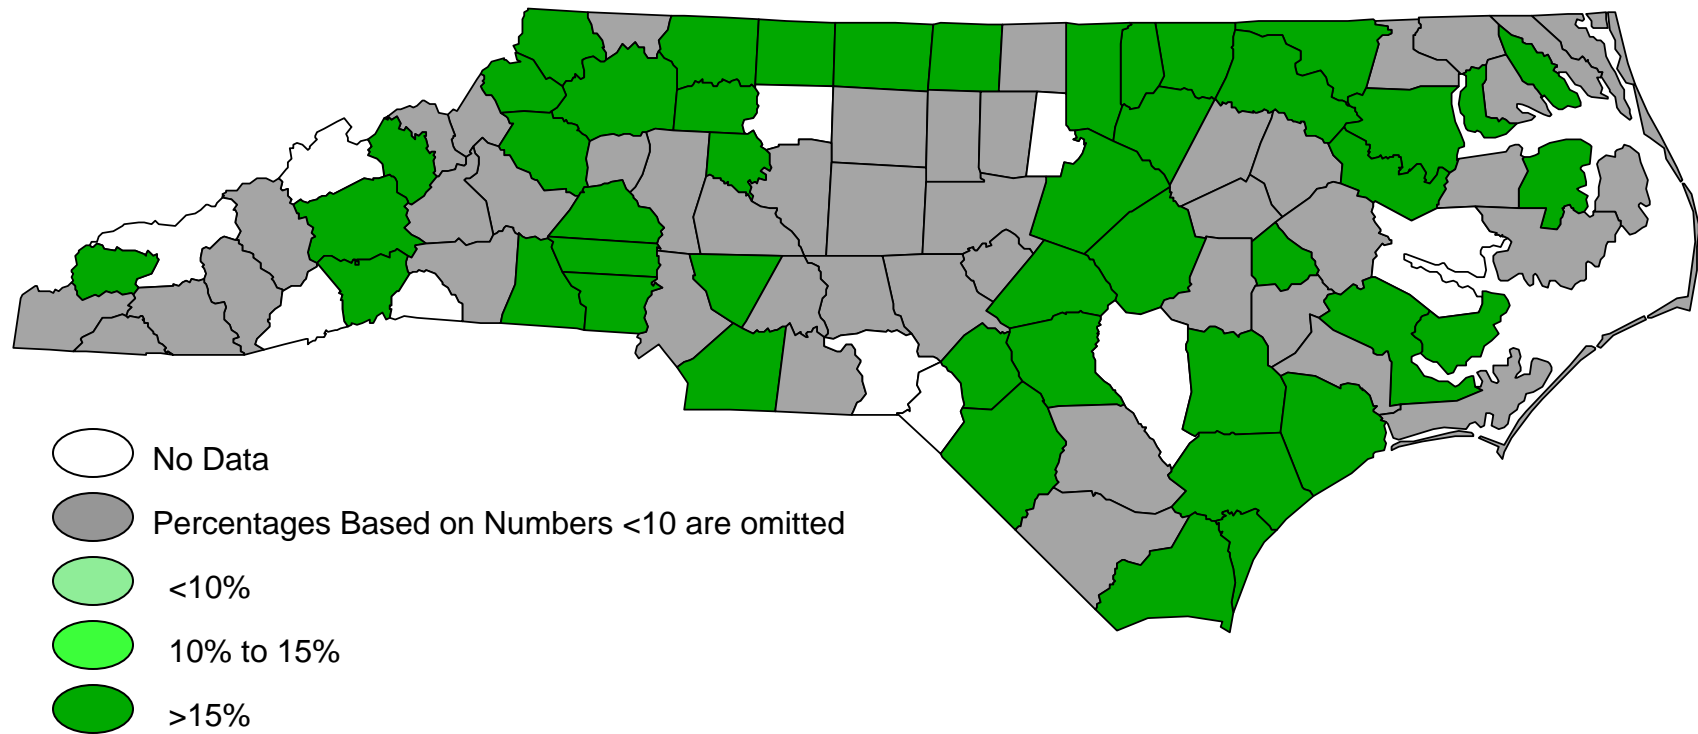 No Data
Percentages Based on Numbers <10 are omitted
<10%
10% to 15%
>15%